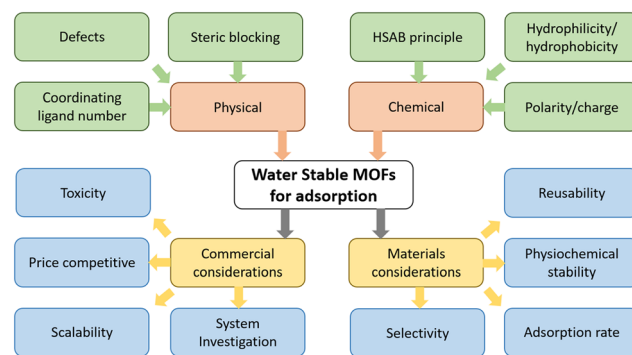 Defects
Steric blocking
HSAB principle
Hydrophilicity/
hydrophobicity
Coordinating
ligand number
Physical
Chemical
Polarity/charge
Water Stable MOFs
for adsorption
Toxicity
Reusability
Price competitive
Commercial
considerations
Materials
considerations
Physiochemical
stability
Scalability
System
Investigation
Selectivity
Adsorption rate